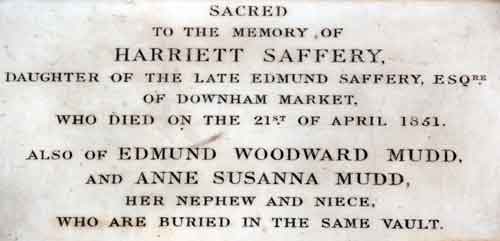 SACRED
TO THE MEMORY OF
HARRIETT SAFFERY,
DAUGHTER OF THE LATE EDMUND SAFFERY, ESQRE
OF DOWNHAM MARKET,
WHO DIED ON THE 21ST OF APRIL 1851.
ALSO OF EDMUND WOODWARD MUDD,
AND ANNE SUSANNA MUDD,
HER NEPHEW AND NIECE,
WHO ARE BURIED IN THE SAME VAULT.